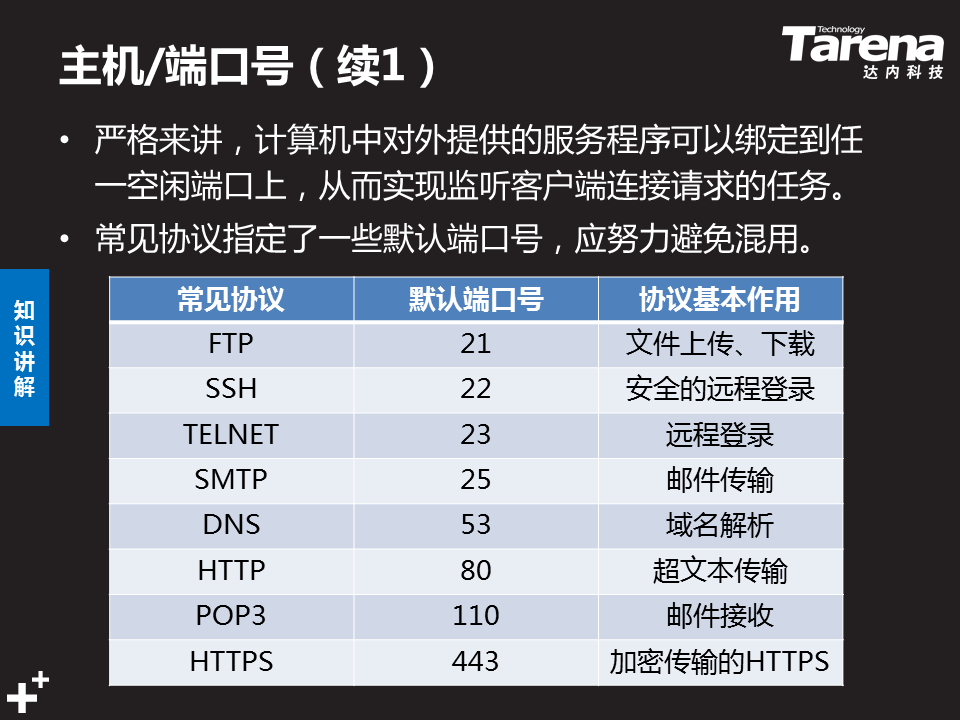 主机/端口号（续1）
Technology
Tarena
达内科技
• 严格来讲，计算机中对外提供的服务程序可以绑定到任
一空闲端口上，从而实现监听客户端连接请求的任务。
• 常见协议指定了一些默认端口号，应努力避免混用。
知识讲解
常见协议 默认端口号 协议基本作用
FTP 21 文件上传、下载
SSH 22 安全的远程登录
TELNET 23 远程登录
SMTP 25 邮件传输
DNS 53 域名解析
HTTP 80 超文本传输
POP3 110 邮件接收
HTTPS 443 加密传输的HTTPS